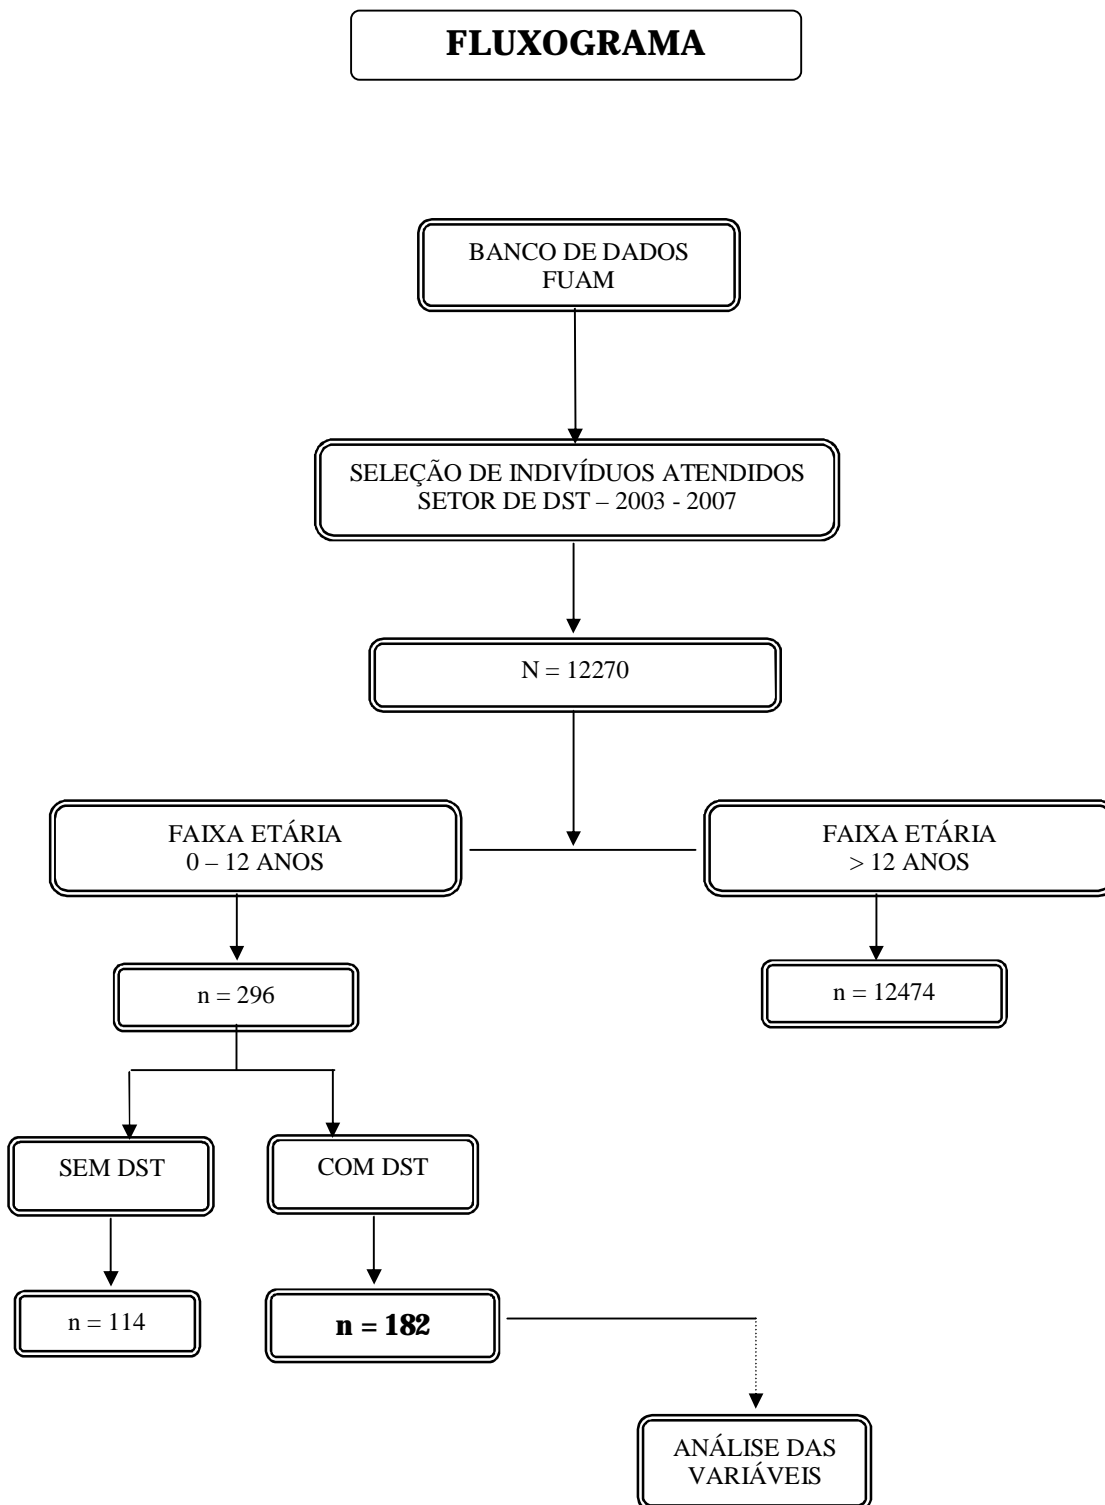 FLUXOGRAMA
BANCO DE DADOS
FUAM
SELEÇÃO DE INDIVÍDUOS ATENDIDOS
SETOR DE DST – 2003 - 2007
N = 12270
FAIXA ETÁRIA
0 – 12 ANOS
FAIXA ETÁRIA
> 12 ANOS
n = 296
n = 12474
SEM DST
COM DST
n = 114
n = 182
ANÁLISE DAS
VARIÁVEIS